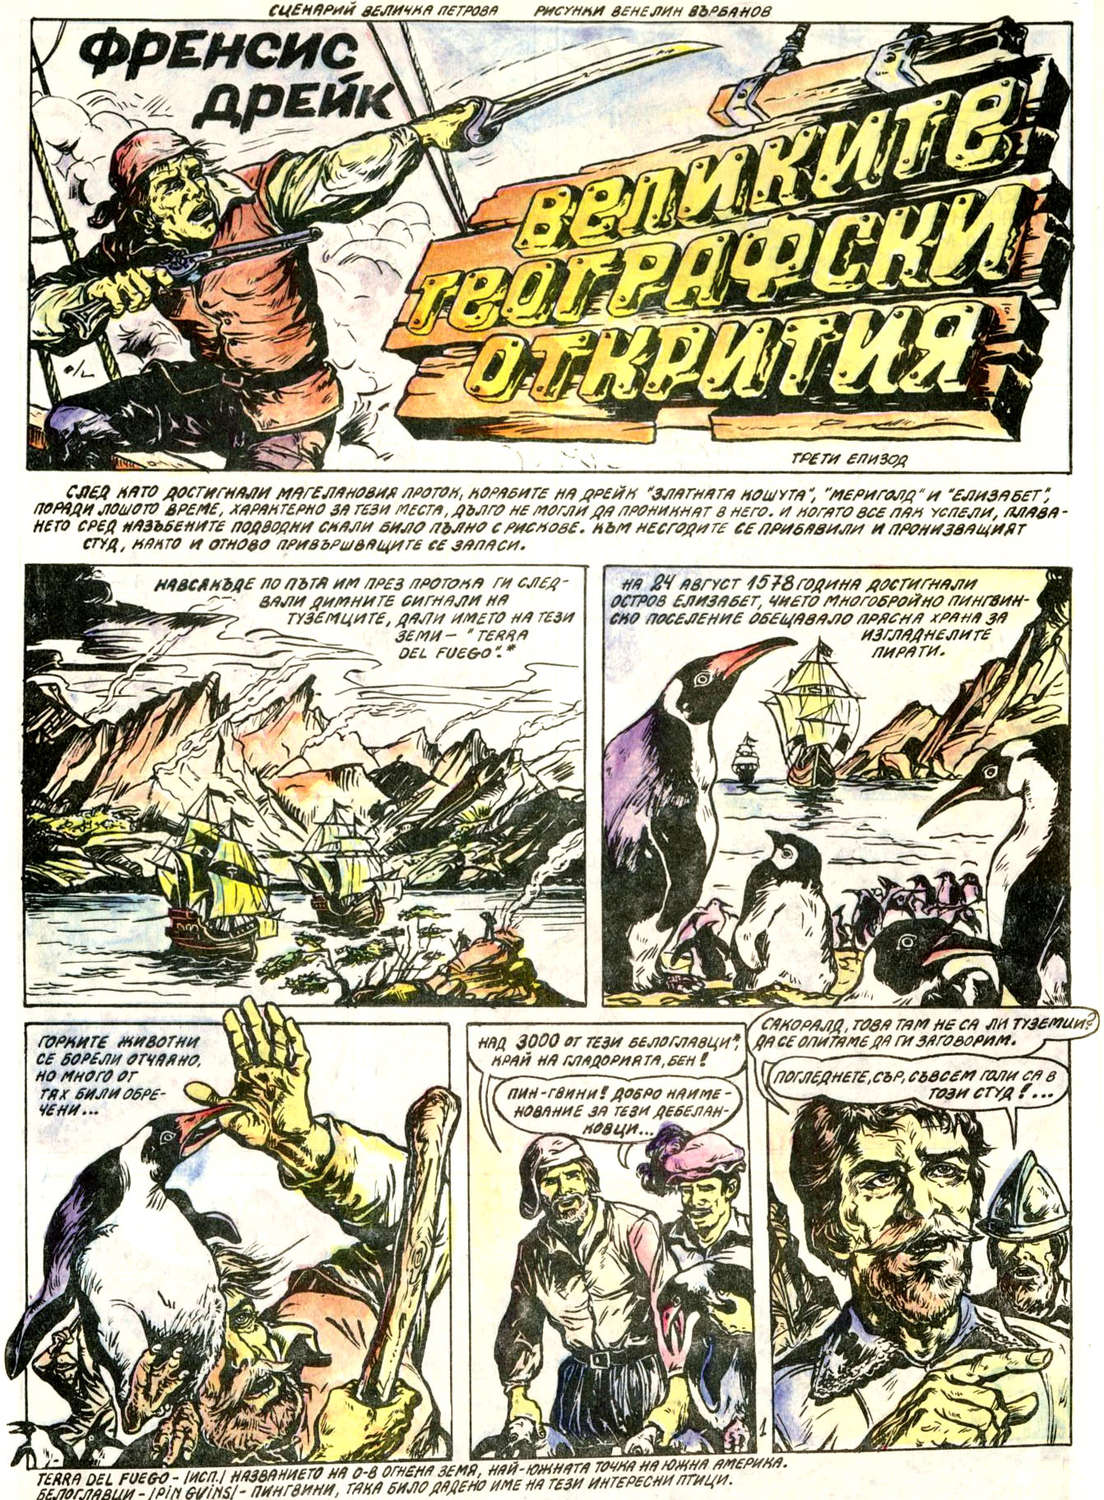 СЦЕНАРИЙ ВЕЛИЧКА ПЕТРОВА РИСУНКИ ВЕНЕЛИН ВЪРБАНОВ
ФРЕНСИС
ДРЕЙК
ВЕЛИКИТЕ
ГЕОГРАФСКИ
ОТКРИТИЯ
ТРЕТИ ЕПИЗОД
СЛЕД КАТО ДОСТИГНАЛИ МАГЕЛАНОВИЯ ПРОТОК, КОРАБИТЕ НА ДРЕЙК "ЗЛАТНАТА КОШУТА", "МЕРИГОЛД" И "ЕЛИЗАБЕТ",
ПОРАДИ ЛОШОТО ВРЕМЕ, ХАРАКТЕРНО ЗА ТЕЗИ МЕСТА, ДЪЛГО НЕ МОГЛИ ДА ПРОНИКНАТ В НЕГО. И КОГАТО ВСЕ ПАК УСПЕЛИ, ПЛАВА-
НЕТО СРЕД НАЗЪБЕНИТЕ ПОДВОДНИ СКАЛИ БИЛО ПЪЛНО С РИСКОВЕ. КЪМ НЕСГОДИТЕ СЕ ПРИБАВИЛИ И ПРОНИЗВАЩИЯТ
СТУД, КАКТО И ОТНОВО ПРИВЪРШВАЩИТЕ СЕ ЗАПАСИ.
НАВСЯКЪДЕ ПО ПЪТЯ ИМ ПРЕЗ ПРОТОКА ГИ СЛЕД-
ВАЛИ ДИМНИТЕ СИГНАЛИ НА
ТУЗЕМЦИТЕ, ДАЛИ ИМЕТО НА ТЕЗИ
ЗЕМИ - "TERRA
DEL FUEGO".*
НА 24 АВГУСТ 1578 ГОДИНА ДОСТИГНАЛИ
ОСТРОВ ЕЛИЗАБЕТ, ЧИЕТО МНОГОБРОЙНО ПИНГВИН-
СКО ПОСЕЛЕНИЕ ОБЕЩАВАЛО ПРЯСНА ХРАНА ЗА
ИЗГЛАДНЕЛИТЕ
ПИРАТИ.
ГОРКИТЕ ЖИВОТНИ
СЕ БОРЕЛИ ОТЧАЯНО,
НО МНОГО ОТ
ТЯХ БИЛИ ОБРЕ-
ЧЕНИ...
НАД 3000 ОТ ТЕЗИ БЕЛОГЛАВЦИ*,
КРАЙ НА ГЛАДОРИЯТА, БЕН!
ПИН-ГВИНИ! ДОБРО НАИМЕ-
НОВАНИЕ ЗА ТЕЗИ ДЕБЕЛАН-
КОВЦИ...
САКОРАЛД, ТОВА ТАМ НЕ СА ЛИ ТУЗЕМЦИ?
ДА СЕ ОПИТАМЕ ДА ГИ ЗАГОВОРИМ.
ПОГЛЕДНЕТЕ, СЪР, СЪВСЕМ ГОЛИ СА В
ТОЗИ СТУД!...
1
TERRA DEL FUEGO - /ИСП./ НАЗВАНИЕТО НА О-В ОГНЕНА ЗЕМЯ, НАЙ-ЮЖНАТА ТОЧКА НА ЮЖНА АМЕРИКА.
БЕЛОГЛАВЦИ - /PIN GVINS/ - ПИНГВИНИ, ТАКА БИЛО ДАДЕНО ИМЕ НА ТЕЗИ ИНТЕРЕСНИ ПТИЦИ.